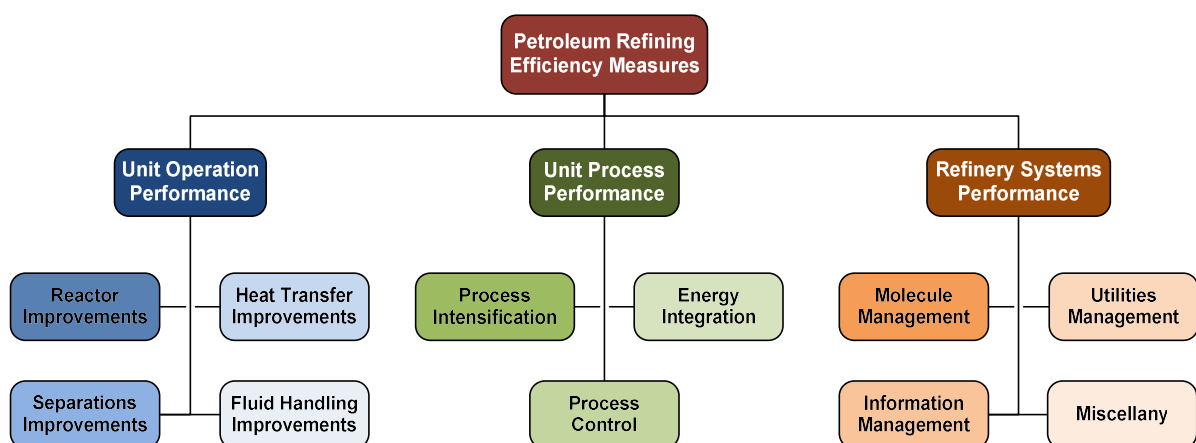 Petroleum Refining
Efficiency Measures
Unit Operation
Performance
Unit Process
Performance
Refinery Systems
Performance
Reactor
Improvements
Heat Transfer
Improvements
Process
Intensification
Energy
Integration
Molecule
Management
Utilities
Management
Separations
Improvements
Fluid Handling
Improvements
Process
Control
Information
Management
Miscellany